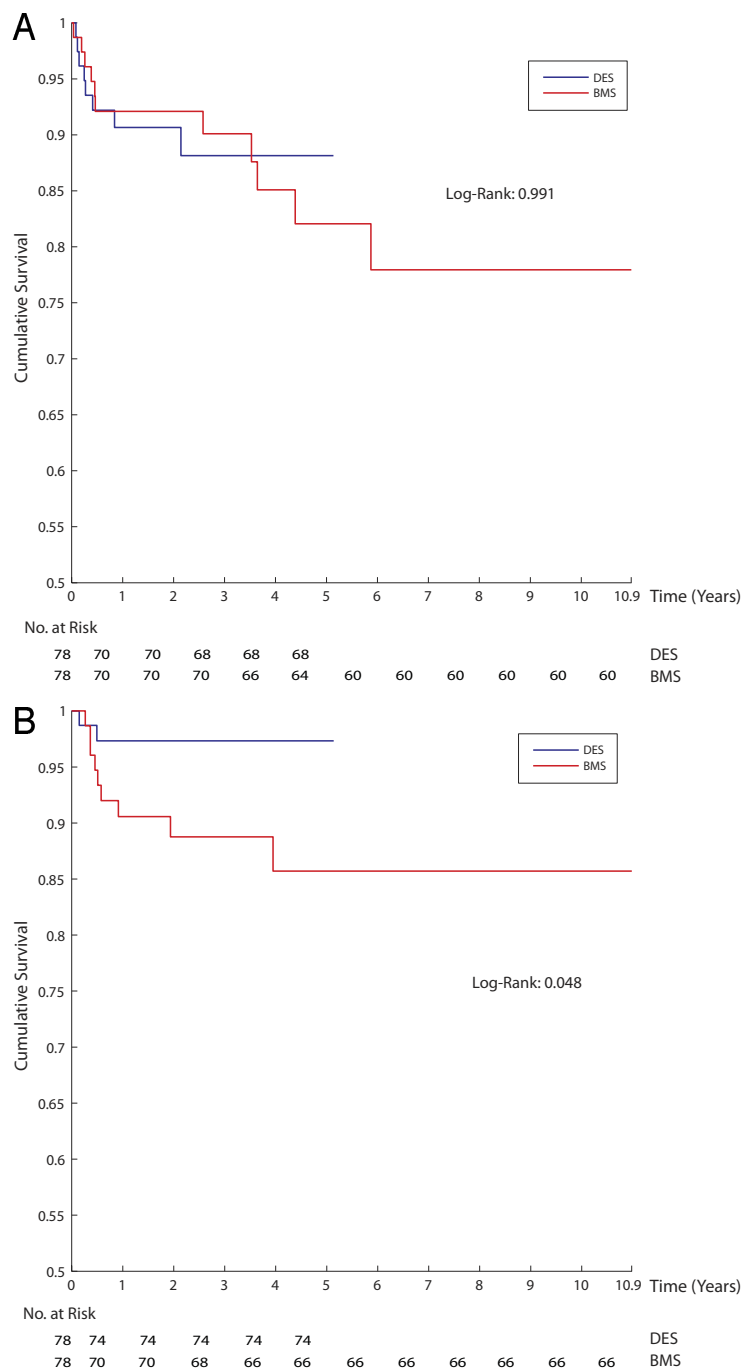 A
1
0.95
0.9
0.85
0.8
0.75
0.7
0.65
0.6
0.55
0.5
Cumulative Survival
DES
BMS
Log-Rank: 0.991
0 1 2 3 4 5 6 7 8 9 10 10.9 Time (Years)
No. at Risk
78 70 70 68 68 68 DES
78 70 70 70 66 64 60 60 60 60 60 60 BMS
B
1
0.95
0.9
0.85
0.8
0.75
0.7
0.65
0.6
0.55
0.5
Cumulative Survival
DES
BMS
Log-Rank: 0.048
0 1 2 3 4 5 6 7 8 9 10 10.9 Time (Years)
No. at Risk
78 74 74 74 74 74 DES
78 70 70 68 66 66 66 66 66 66 66 66 BMS